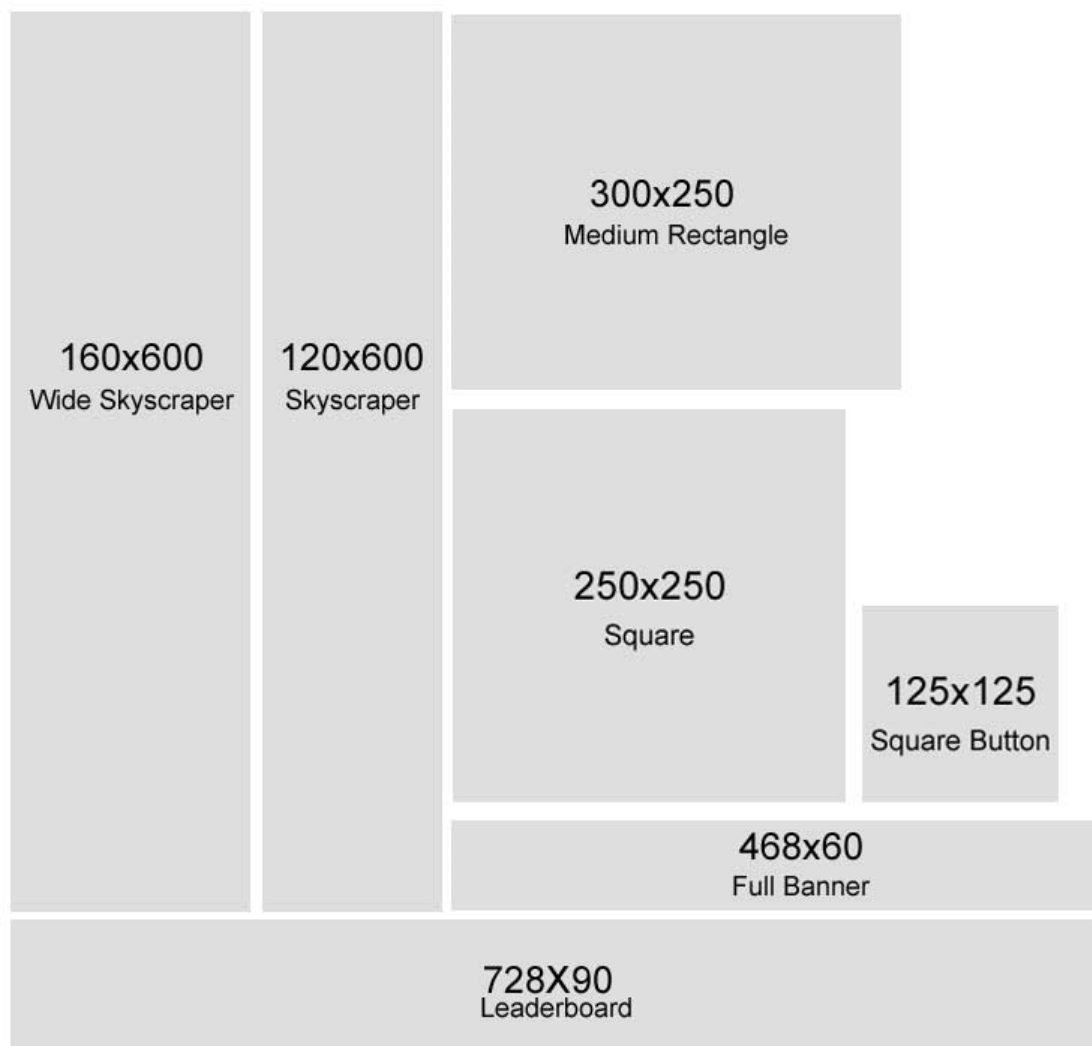 160x600
Wide Skyscraper
120x600
Skyscraper
300x250
Medium Rectangle
250x250
Square
125x125
Square Button
468x60
Full Banner
728X90
Leaderboard